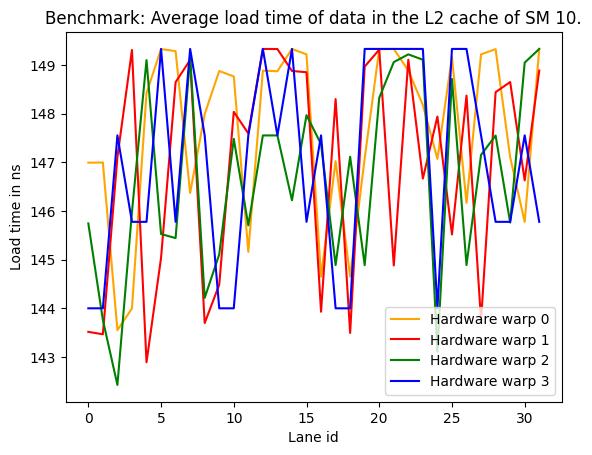 Benchmark: Average load time of data in the L2 cache of SM 10.
Load time in ns
149
148
147
146
145
144
143
0 5 10 15 20 25 30
Lane id
Hardware warp 0
Hardware warp 1
Hardware warp 2
Hardware warp 3